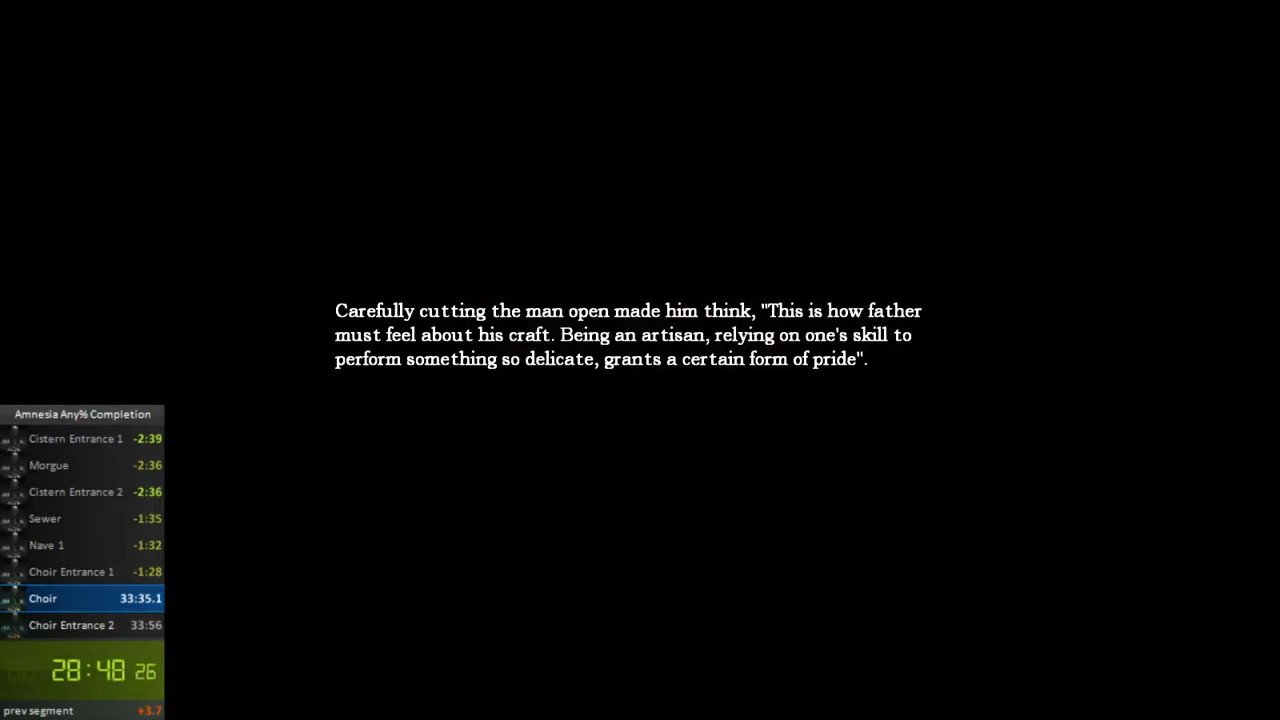 Carefully cutting the man open made him think, "This is how father
must feel about his craft. Being an artisan, relying on one's skill to
perform something so delicate, grants a certain form of pride".
Amnesia Any% Completion
Cistern Entrance 1 -2:39
Morgue -2:36
Cistern Entrance 2 -2:36
Sewer -1:35
Nave 1 -1:32
Choir Entrance 1 -1:28
Choir 33:35.1
Choir Entrance 2 33:56
28:48 26
prev segment +3.7